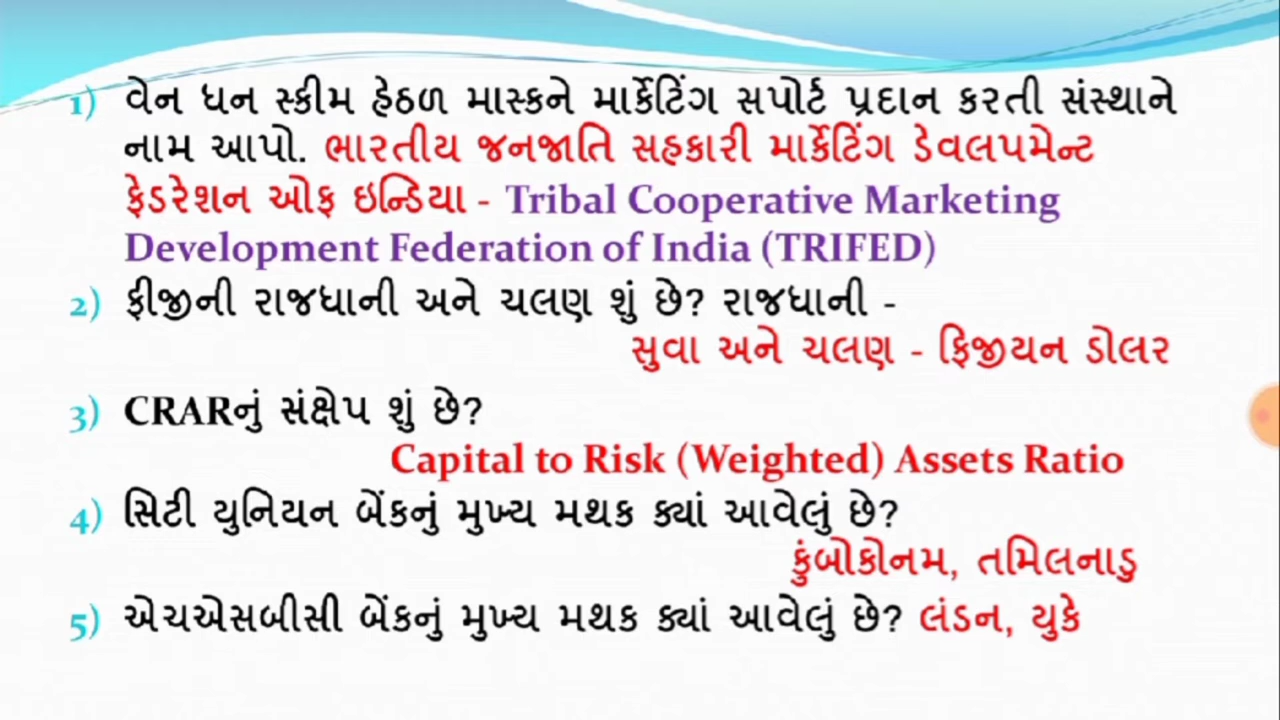 1) વેન ધન સ્કીમ હેઠળ માસ્કને માર્કેટિંગ સપોર્ટ પ્રદાન કરતી સંસ્થાને
નામ આપો. ભારતીય જનજાતિ સહકારી માર્કેટિંગ ડેવલપમેન્ટ
ફેડરેશન ઓફ ઇન્ડિયા - Tribal Cooperative Marketing
Development Federation of India (TRIFED)
2) ફીજીની રાજધાની અને ચલણ શું છે? રાજધાની -
સુવા અને ચલણ - ફિજીયન ડોલર
3) CRARનું સંક્ષેપ શું છે?
Capital to Risk (Weighted) Assets Ratio
4) સિટી યુનિયન બેંકનું મુખ્ય મથક ક્યાં આવેલું છે?
કુંબોકોનમ, તમિલનાડુ
5) એચએસબીસી બેંકનું મુખ્ય મથક ક્યાં આવેલું છે? લંડન, યુકે